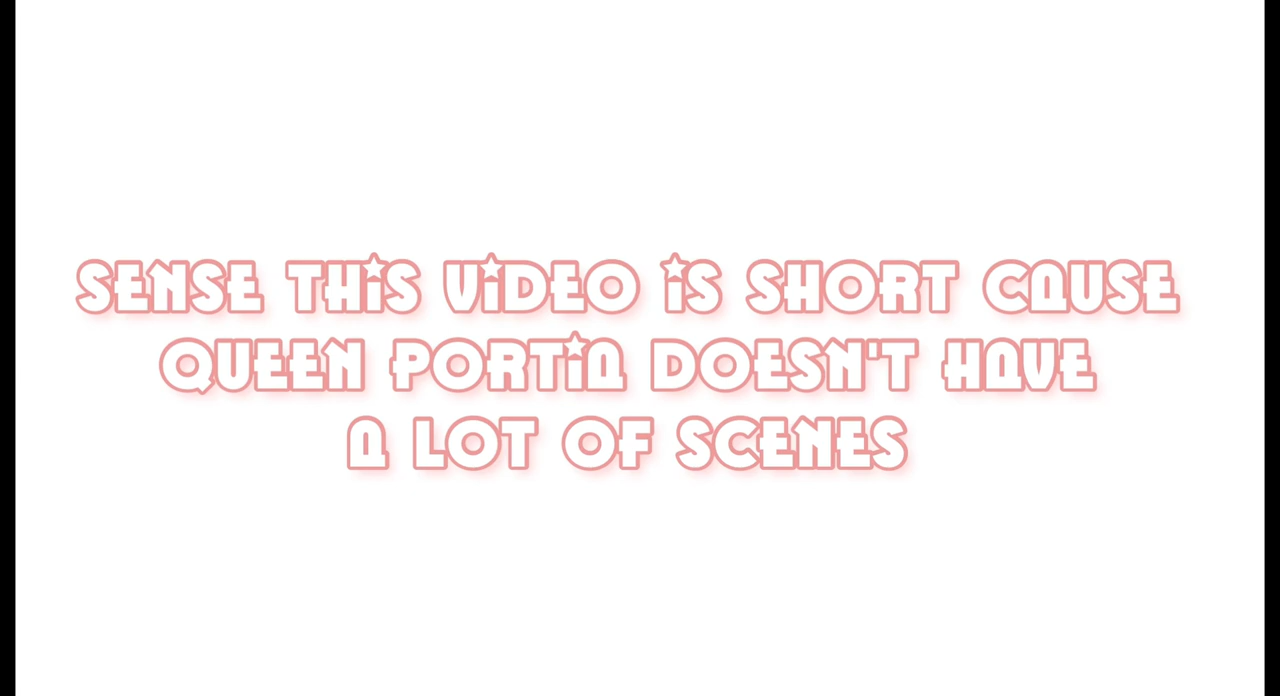 SENSE THiS ViDEO iS SHORT CAUSE
QUEEN PORTiA DOESN'T HAVE
A LOT OF SCENES